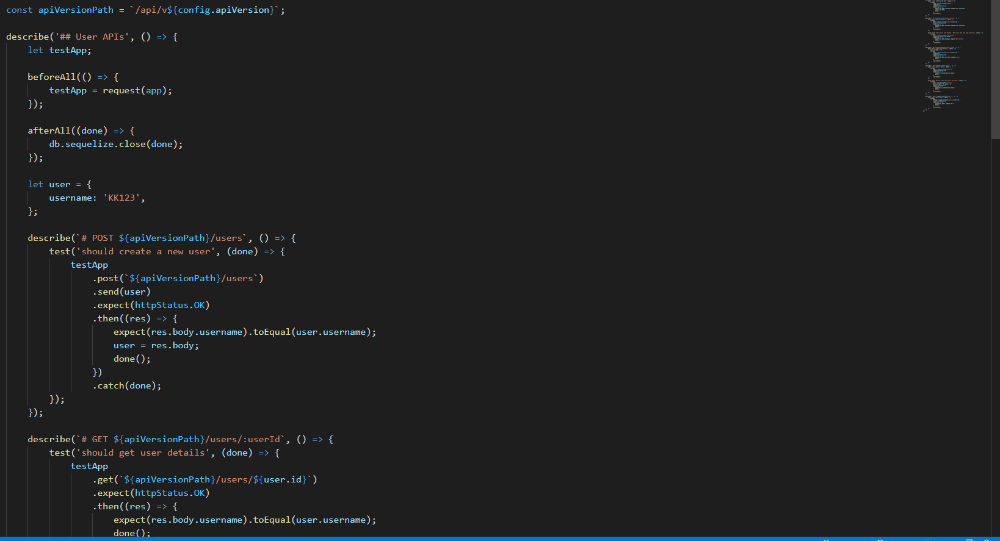 const apiVersionPath = `/api/v${config.apiVersion}`;
describe('## User APIs', () => {
let testApp;
beforeAll(() => {
testApp = request(app);
});
afterAll((done) => {
db.sequelize.close(done);
});
let user = {
username: 'KK123',
};
describe(`# POST ${apiVersionPath}/users`, () => {
test('should create a new user', (done) => {
testApp
.post(`${apiVersionPath}/users`)
.send(user)
.expect(httpStatus.OK)
.then((res) => {
expect(res.body.username).toEqual(user.username);
user = res.body;
done();
})
.catch(done);
});
});
describe(`# GET ${apiVersionPath}/users/:userId`, () => {
test('should get user details', (done) => {
testApp
.get(`${apiVersionPath}/users/${user.id}`)
.expect(httpStatus.OK)
.then((res) => {
expect(res.body.username).toEqual(user.username);
done();